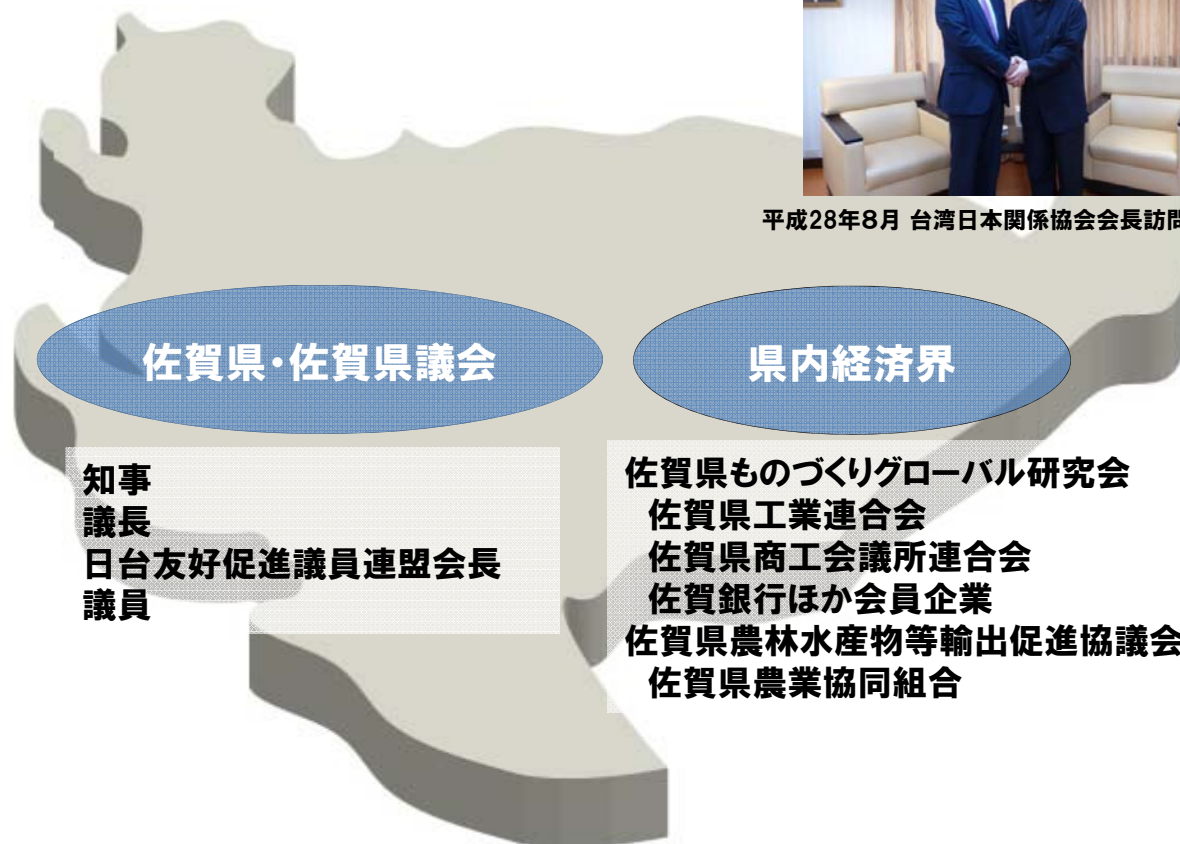 平成28年8月 台湾日本関係協会会長訪問
佐賀県・佐賀県議会
県内経済界
知事
議長
日台友好促進議員連盟会長
議員
佐賀県ものづくりグローバル研究会
佐賀県工業連合会
佐賀県商工会議所連合会
佐賀銀行ほか会員企業
佐賀県農林水産物等輸出促進協議会
佐賀県農業協同組合